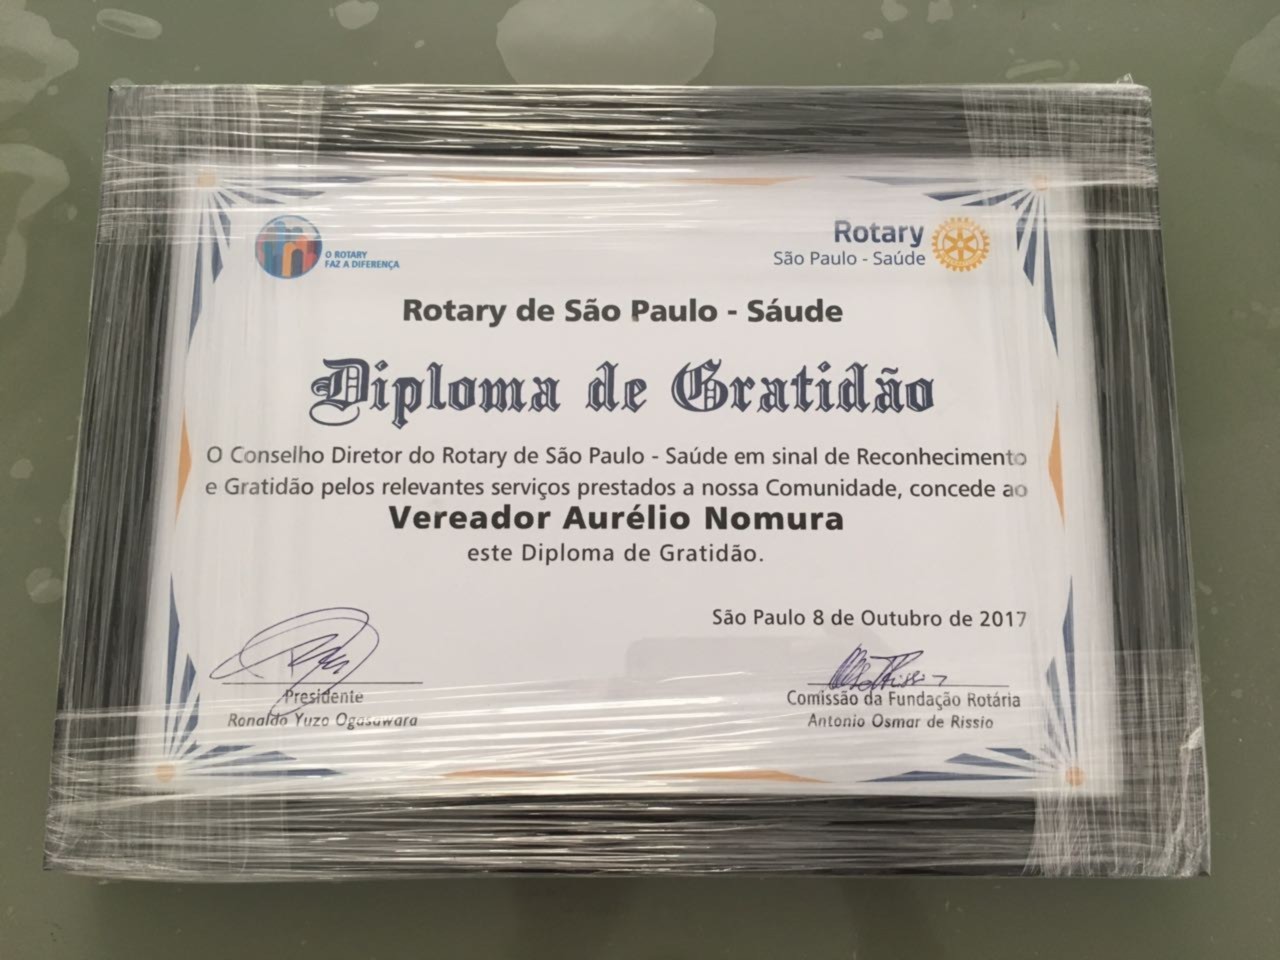 O ROTARY
FAZ A DIFERENÇA
Rotary
São Paulo - Saúde
Rotary de São Paulo - Sáude
Diploma de Gratidão
O Conselho Diretor do Rotary de São Paulo - Saúde em sinal de Reconhecimento
e Gratidão pelos relevantes serviços prestados a nossa Comunidade, concede ao
Vereador Aurélio Nomura
este Diploma de Gratidão.
São Paulo 8 de Outubro de 2017
Presidente
Ronaldo Yuzo Ogasawara
Comissão da Fundação Rotária
Antonio Osmar de Rissio